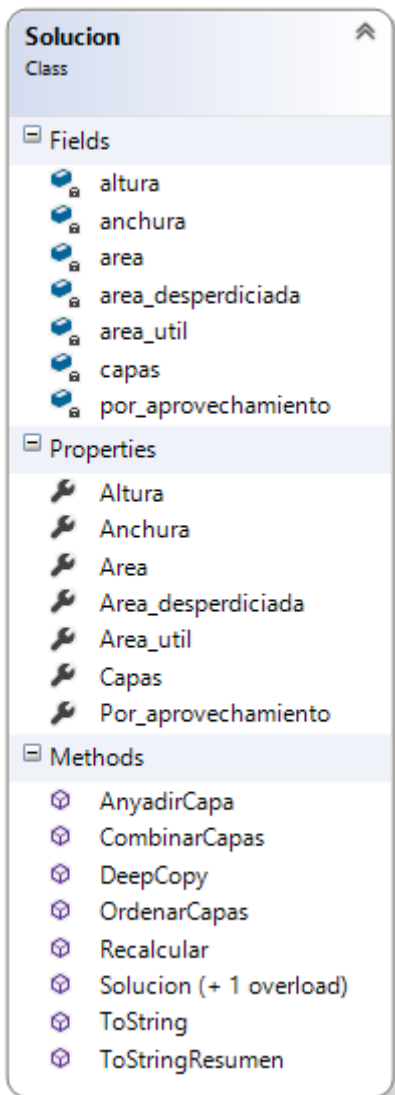 Solucion
Class
Fields
altura
anchura
area
area_desperdiciada
area_util
capas
por_aprovechamiento
Properties
Altura
Anchura
Area
Area_desperdiciada
Area_util
Capas
Por_aprovechamiento
Methods
AnyadirCapa
CombinarCapas
DeepCopy
OrdenarCapas
Recalcular
Solucion (+ 1 overload)
ToString
ToStringResumen